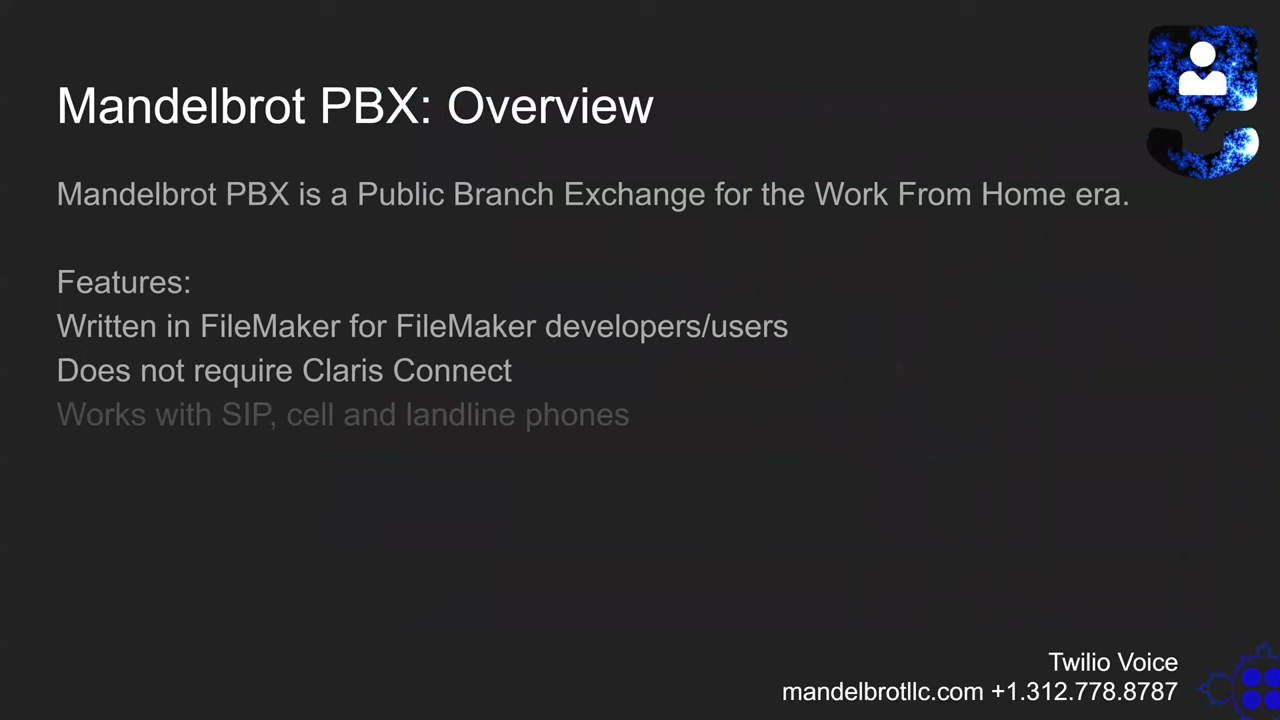 Mandelbrot PBX: Overview
Mandelbrot PBX is a Public Branch Exchange for the Work From Home era.
Features:
Written in FileMaker for FileMaker developers/users
Does not require Claris Connect
Works with SIP, cell and landline phones
Twilio Voice
mandelbrotllc.com +1.312.778.8787